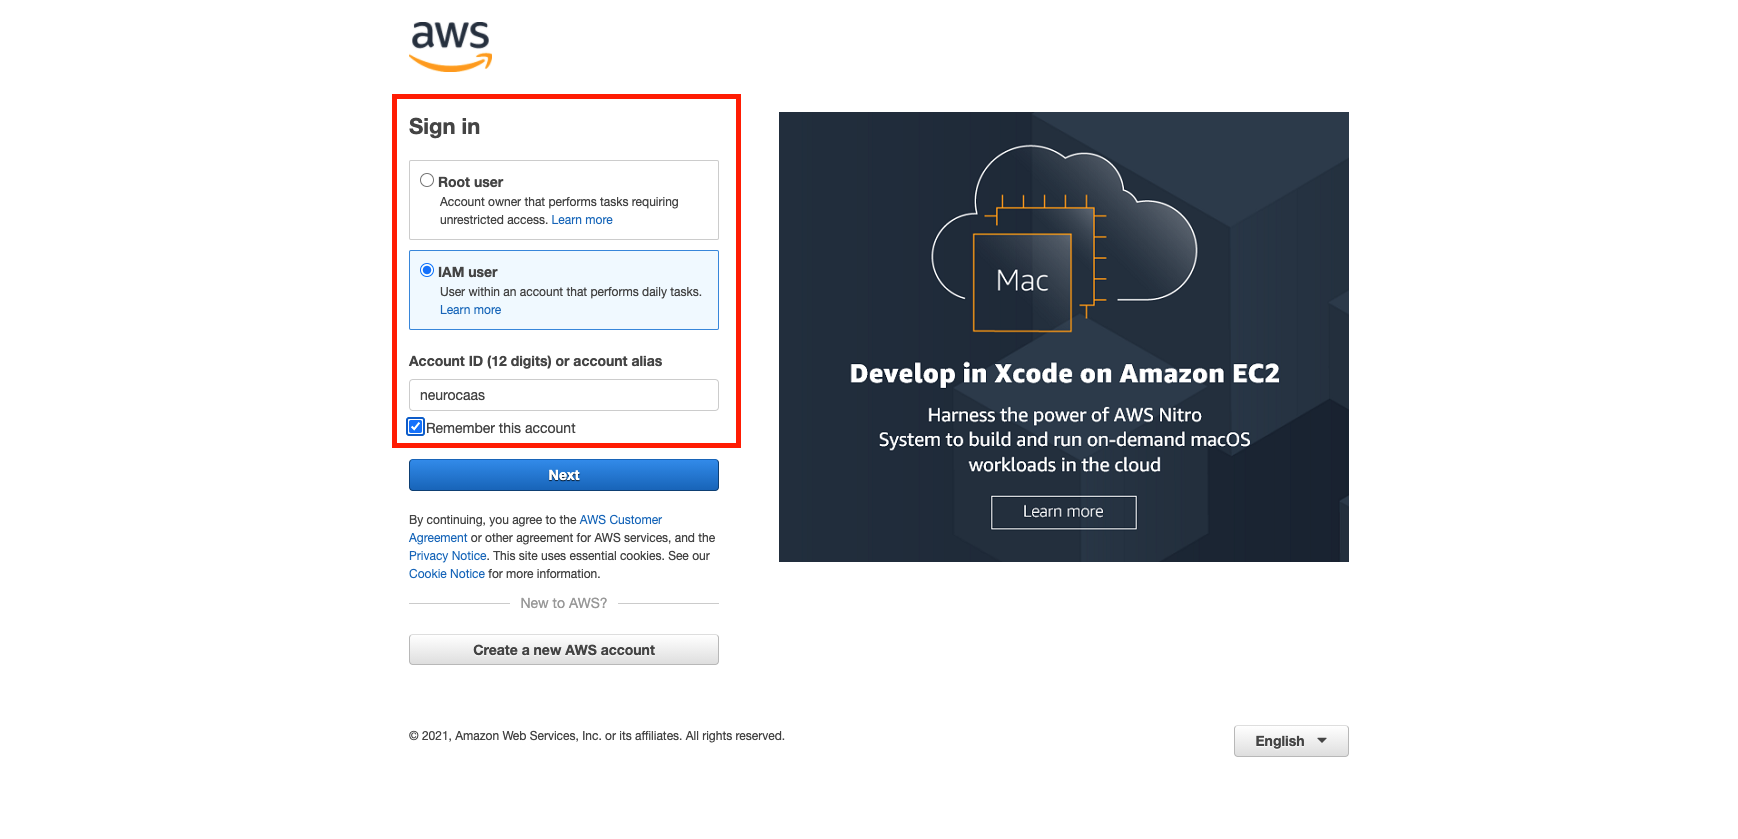 aws
Sign in
Root user
Account owner that performs tasks requiring
unrestricted access. Learn more
IAM user
User within an account that performs daily tasks.
Learn more
Account ID (12 digits) or account alias
neurocaas
Remember this account
Next
By continuing, you agree to the AWS Customer
Agreement or other agreement for AWS services, and the
Privacy Notice. This site uses essential cookies. See our
Cookie Notice for more information.
New to AWS?
Create a new AWS account
Mac
Develop in Xcode on Amazon EC2
Harness the power of AWS Nitro
System to build and run on-demand macOS
workloads in the cloud
Learn more
© 2021, Amazon Web Services, Inc. or its affiliates. All rights reserved.
English